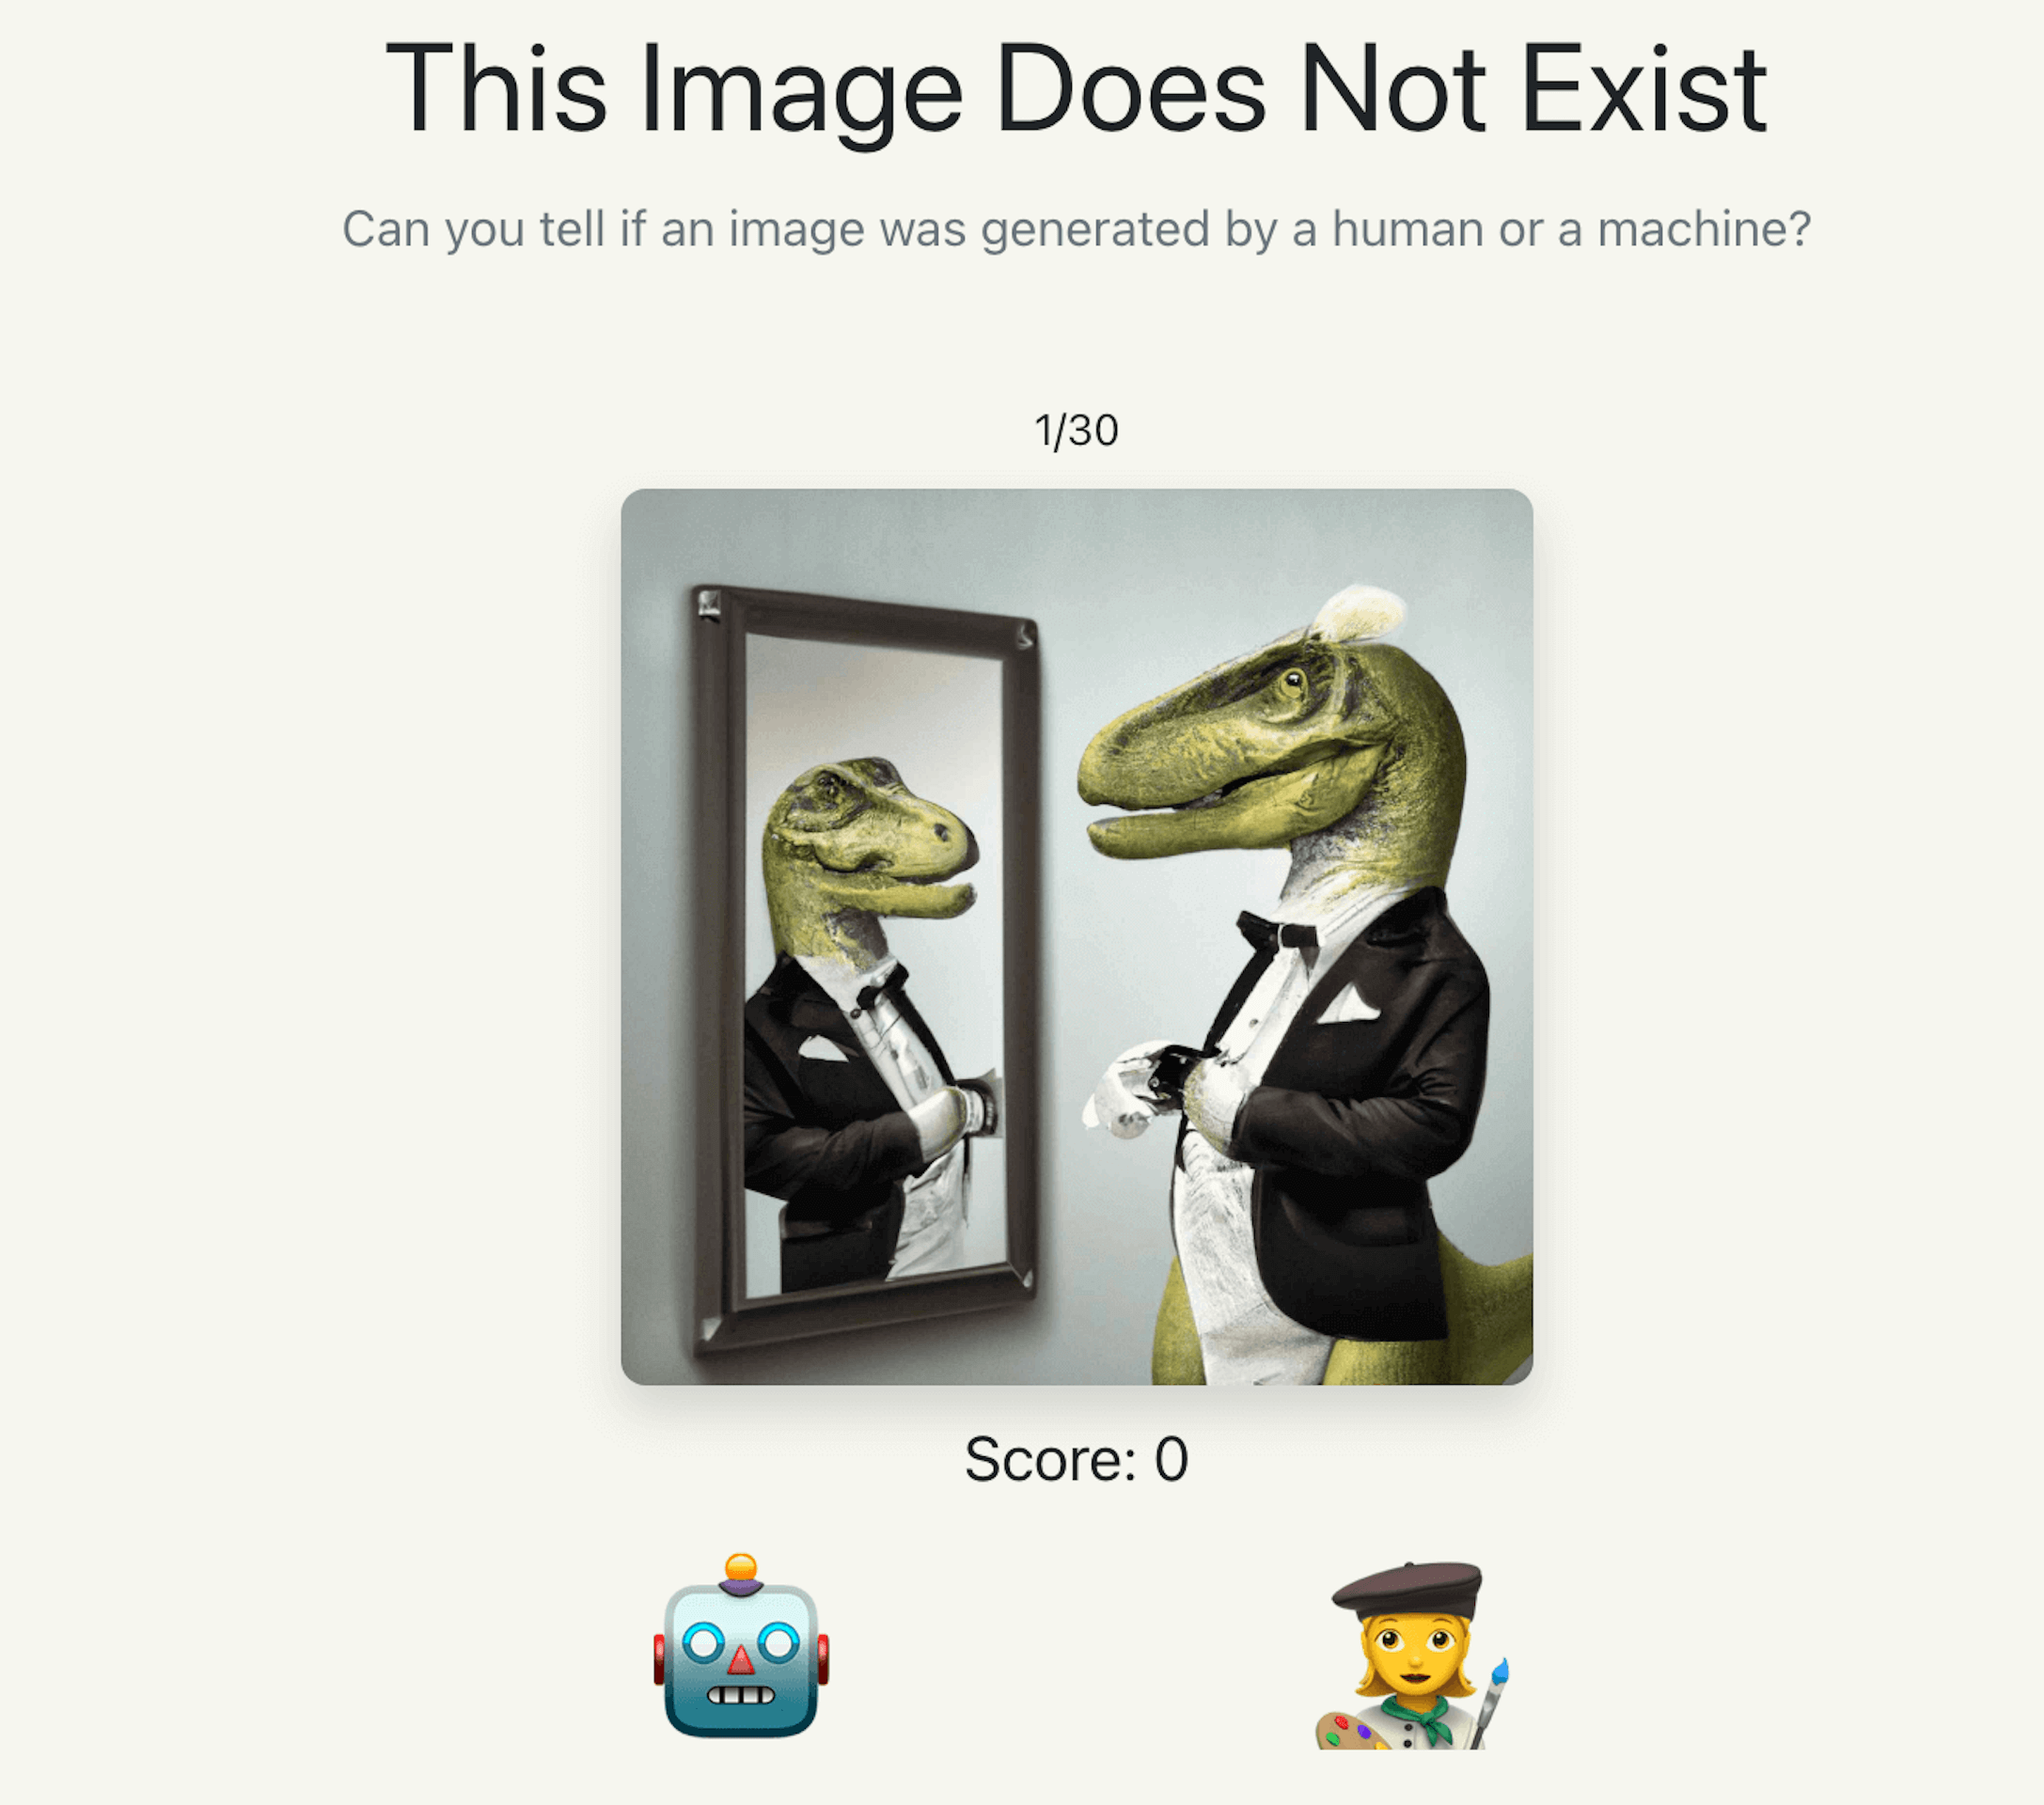 This Image Does Not Exist
Can you tell if an image was generated by a human or a machine?
1/30
Score: 0